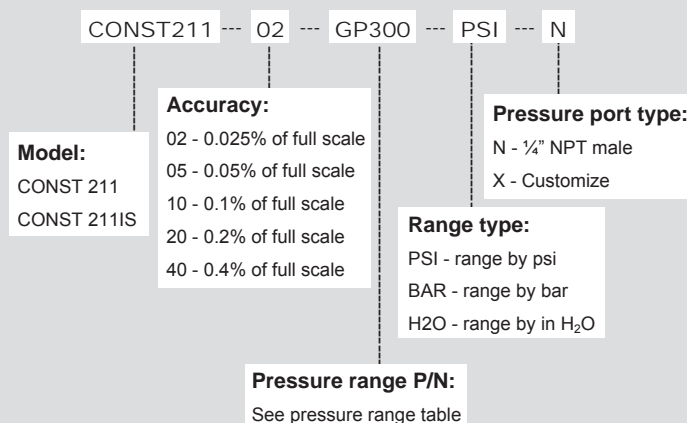 CONST211 --- 02 --- GP300 --- PSI --- N
Model:
CONST 211
CONST 211IS
Accuracy:
02 - 0.025% of full scale
05 - 0.05% of full scale
10 - 0.1% of full scale
20 - 0.2% of full scale
40 - 0.4% of full scale
Pressure range P/N:
See pressure range table
Range type:
PSI - range by psi
BAR - range by bar
H2O - range by in H₂O
Pressure port type:
N - ¼” NPT male
X - Customize